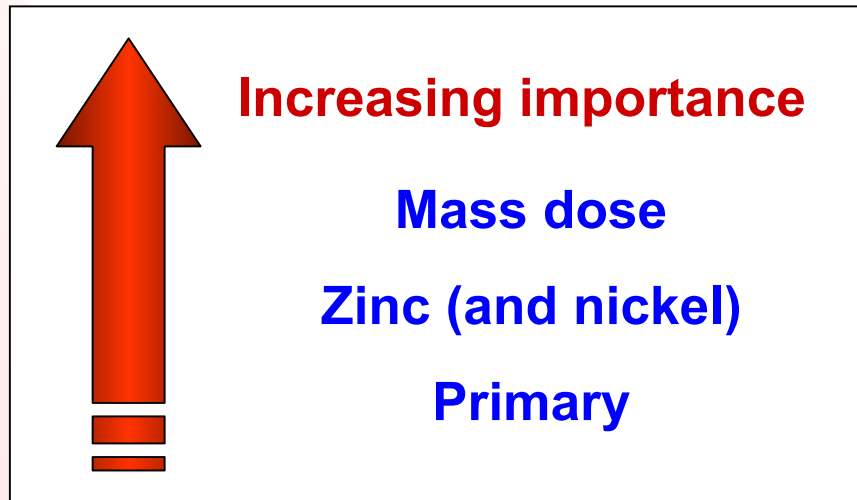 Increasing importance
Mass dose
Zinc (and nickel)
Primary